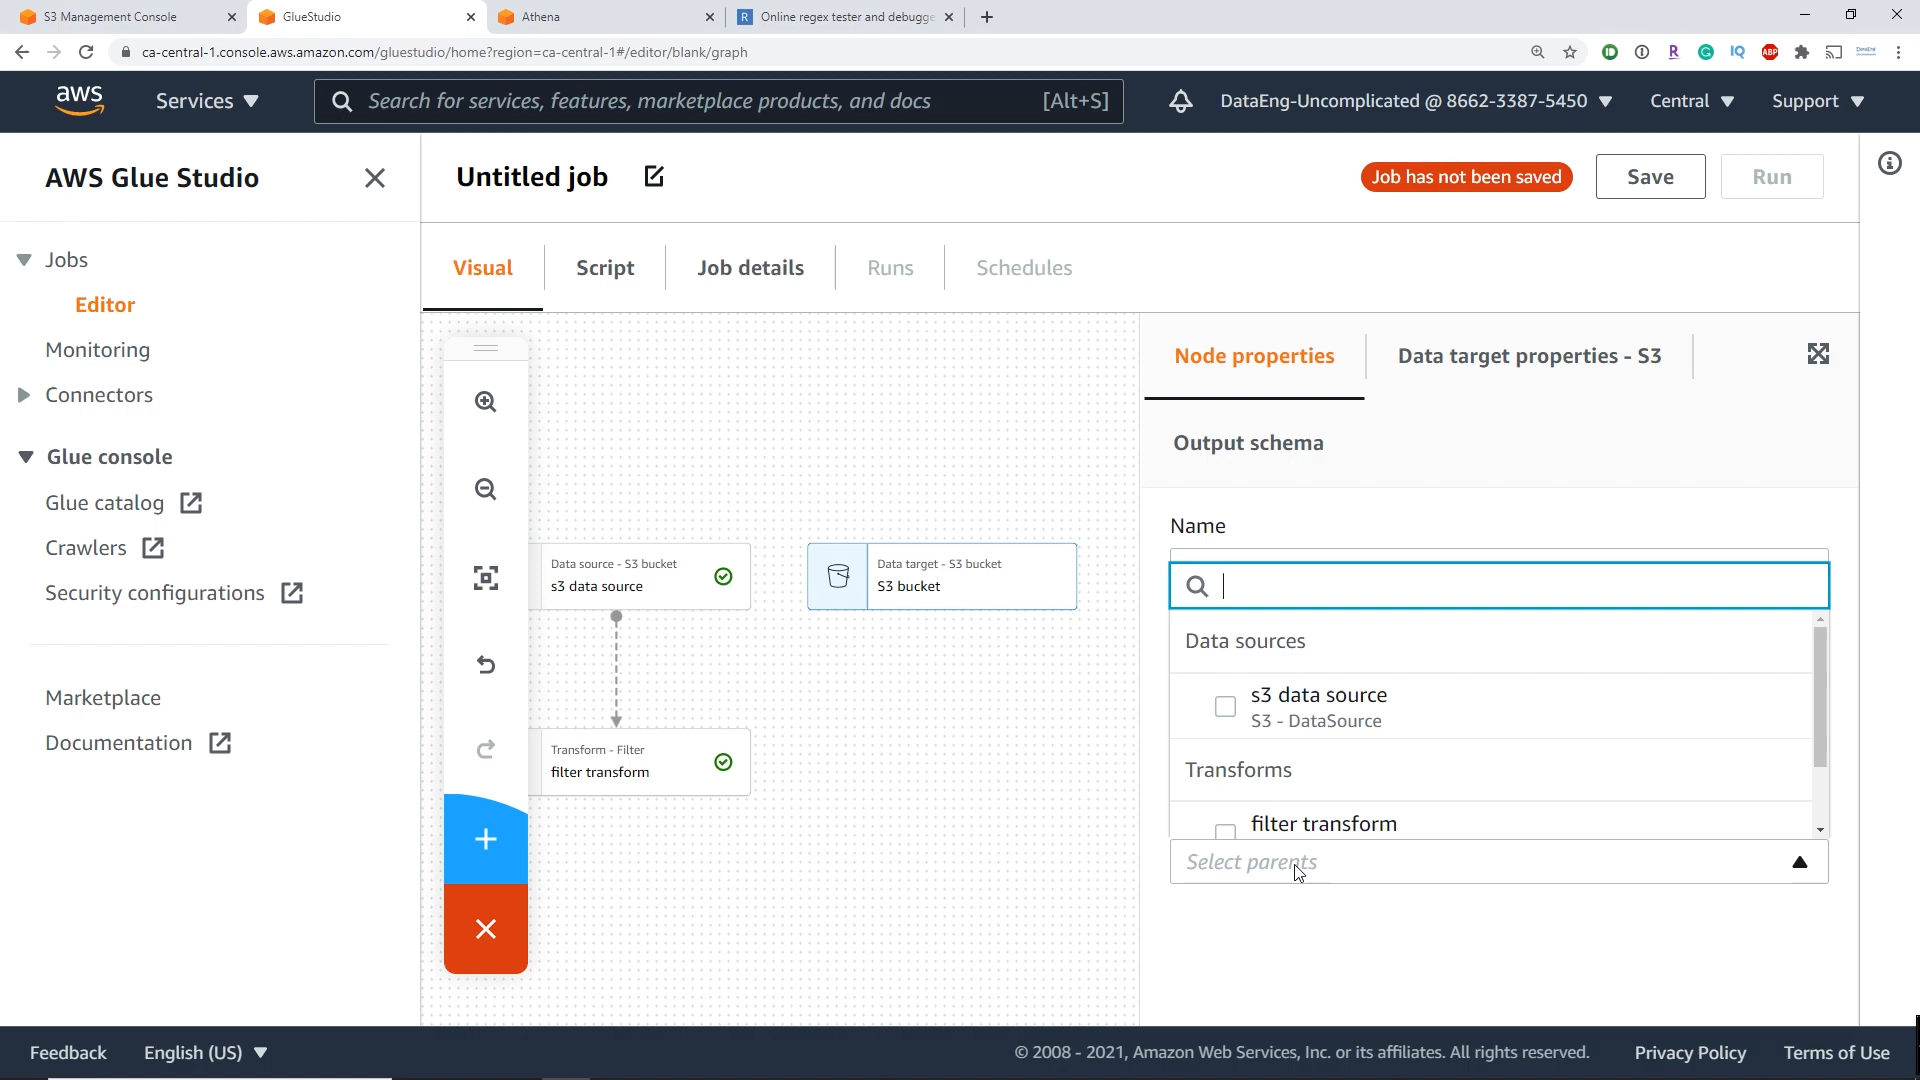 S3 Management Console
GlueStudio
Athena
R Online regex tester and debugge
ca-central-1.console.aws.amazon.com/gluestudio/home?region=ca-central-1#/editor/blank/graph
R
IQ
ABP
aws
Services
Search for services, features, marketplace products, and docs
[Alt+S]
DataEng-Uncomplicated @ 8662-3387-5450
Central
Support
AWS Glue Studio
Untitled job
Job has not been saved
Save
Run
Jobs
Editor
Monitoring
Connectors
Glue console
Glue catalog
Crawlers
Security configurations
Marketplace
Documentation
Visual
Script
Job details
Runs
Schedules
Data source - S3 bucket
s3 data source
Data target - S3 bucket
S3 bucket
Transform - Filter
filter transform
Node properties
Data target properties - S3
Output schema
Name
Data sources
s3 data source
S3 - DataSource
Transforms
filter transform
Select parents
Feedback
English (US)
© 2008 - 2021, Amazon Web Services, Inc. or its affiliates. All rights reserved.
Privacy Policy
Terms of Use